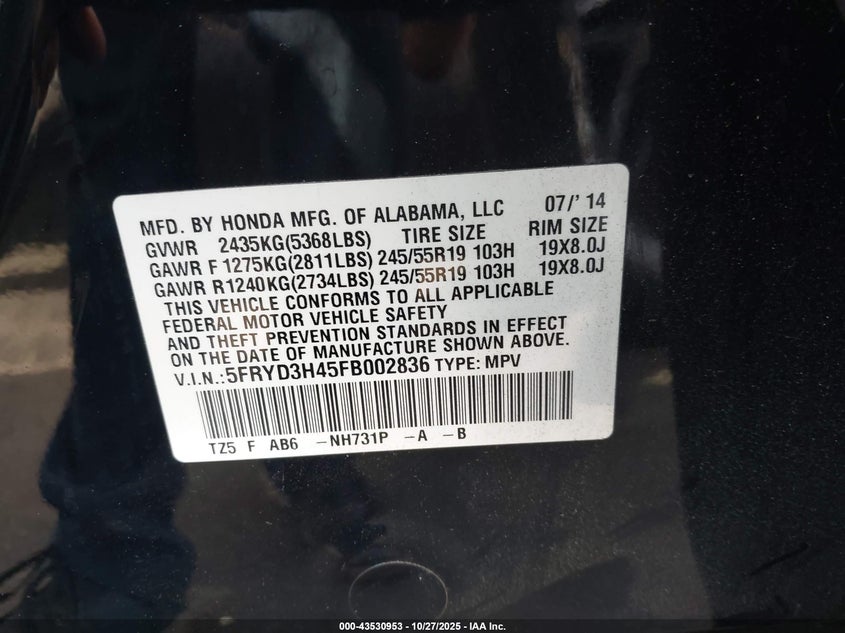 MFD. BY HONDA MFG. OF ALABAMA, LLC 07/' 14
GVWR 2435KG(5368LBS) TIRE SIZE RIM SIZE
GAWR F 1275KG(2811LBS) 245/55R19 103H 19X8.0J
GAWR R1240KG(2734LBS) 245/55R19 103H 19X8.0J
THIS VEHICLE CONFORMS TO ALL APPLICABLE
FEDERAL MOTOR VEHICLE SAFETY
AND THEFT PREVENTION STANDARDS IN EFFECT
ON THE DATE OF MANUFACTURE SHOWN ABOVE.
V.I.N.:5FRYD3H45FB002836 TYPE: MPV
TZ5 F AB6 -NH731P -A -B
000-43530953 - 10/27/2025 - IAA Inc.